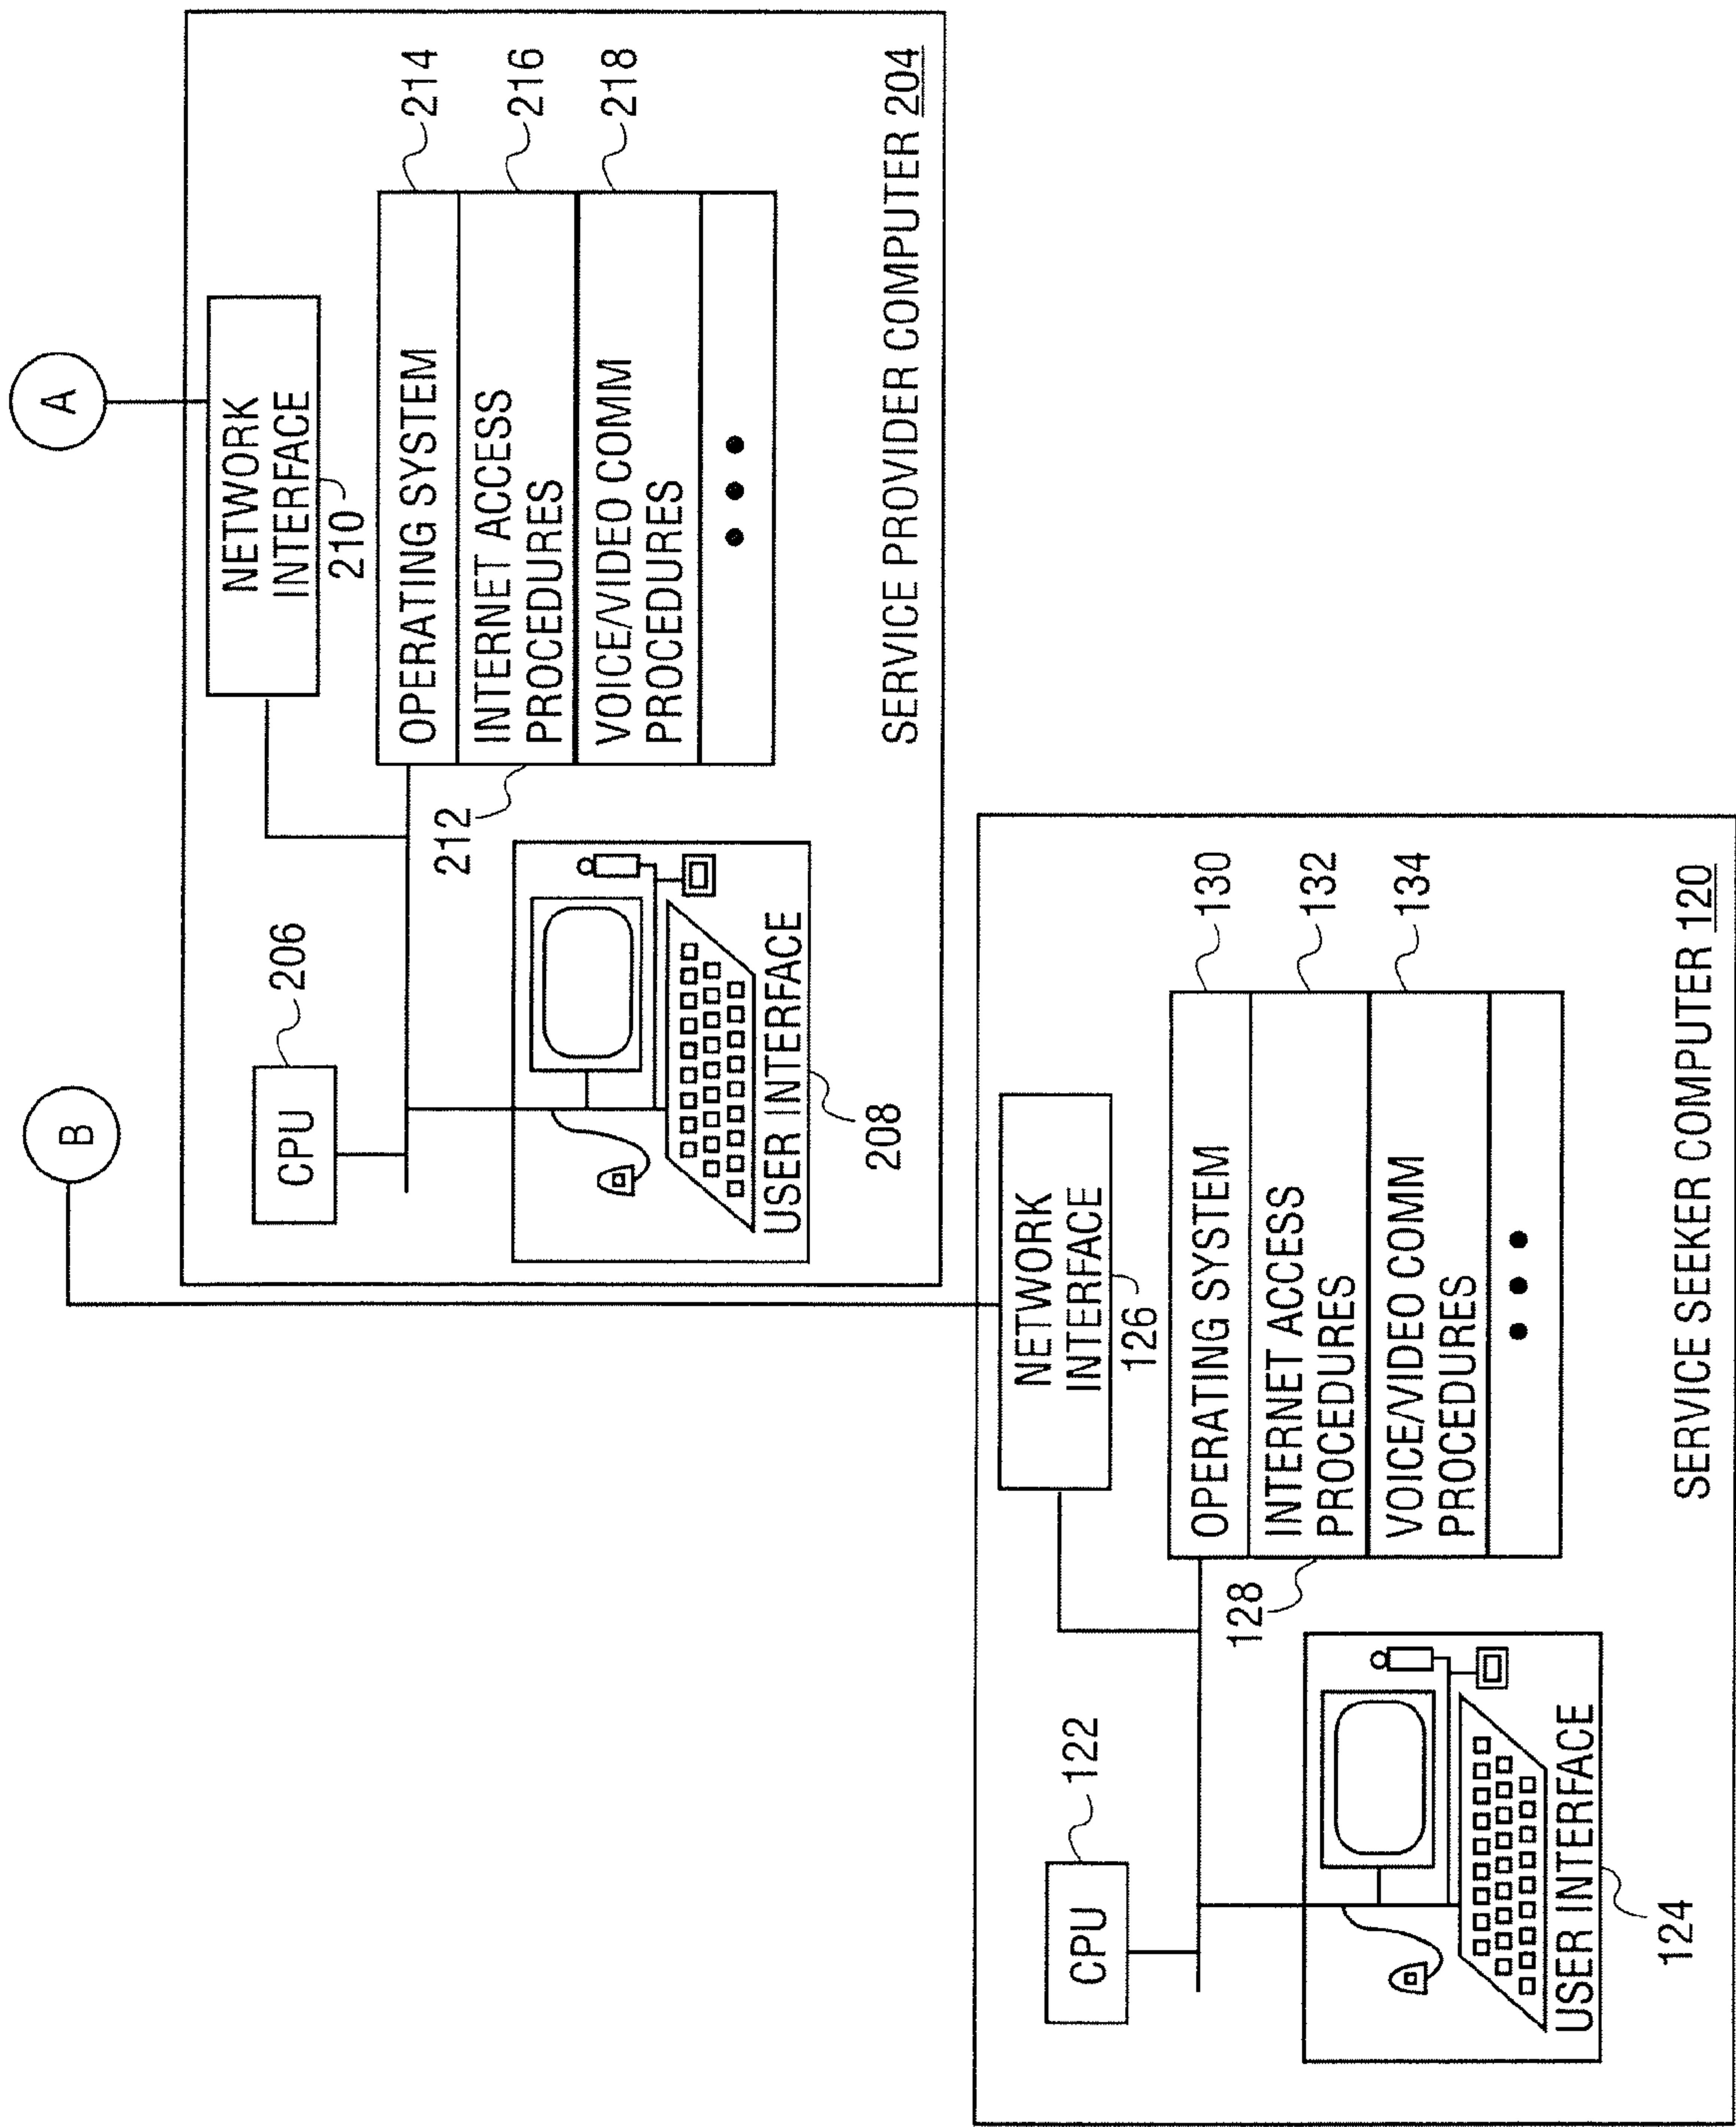 A
B
NETWORK
INTERFACE
210
CPU
206
OPERATING SYSTEM
214
INTERNET ACCESS
PROCEDURES
216
212
VOICE/VIDEO COMM
PROCEDURES
218
USER INTERFACE
208
SERVICE PROVIDER COMPUTER 204
NETWORK
INTERFACE
126
CPU
122
OPERATING SYSTEM
130
INTERNET ACCESS
PROCEDURES
132
128
VOICE/VIDEO COMM
PROCEDURES
134
USER INTERFACE
124
SERVICE SEEKER COMPUTER 120